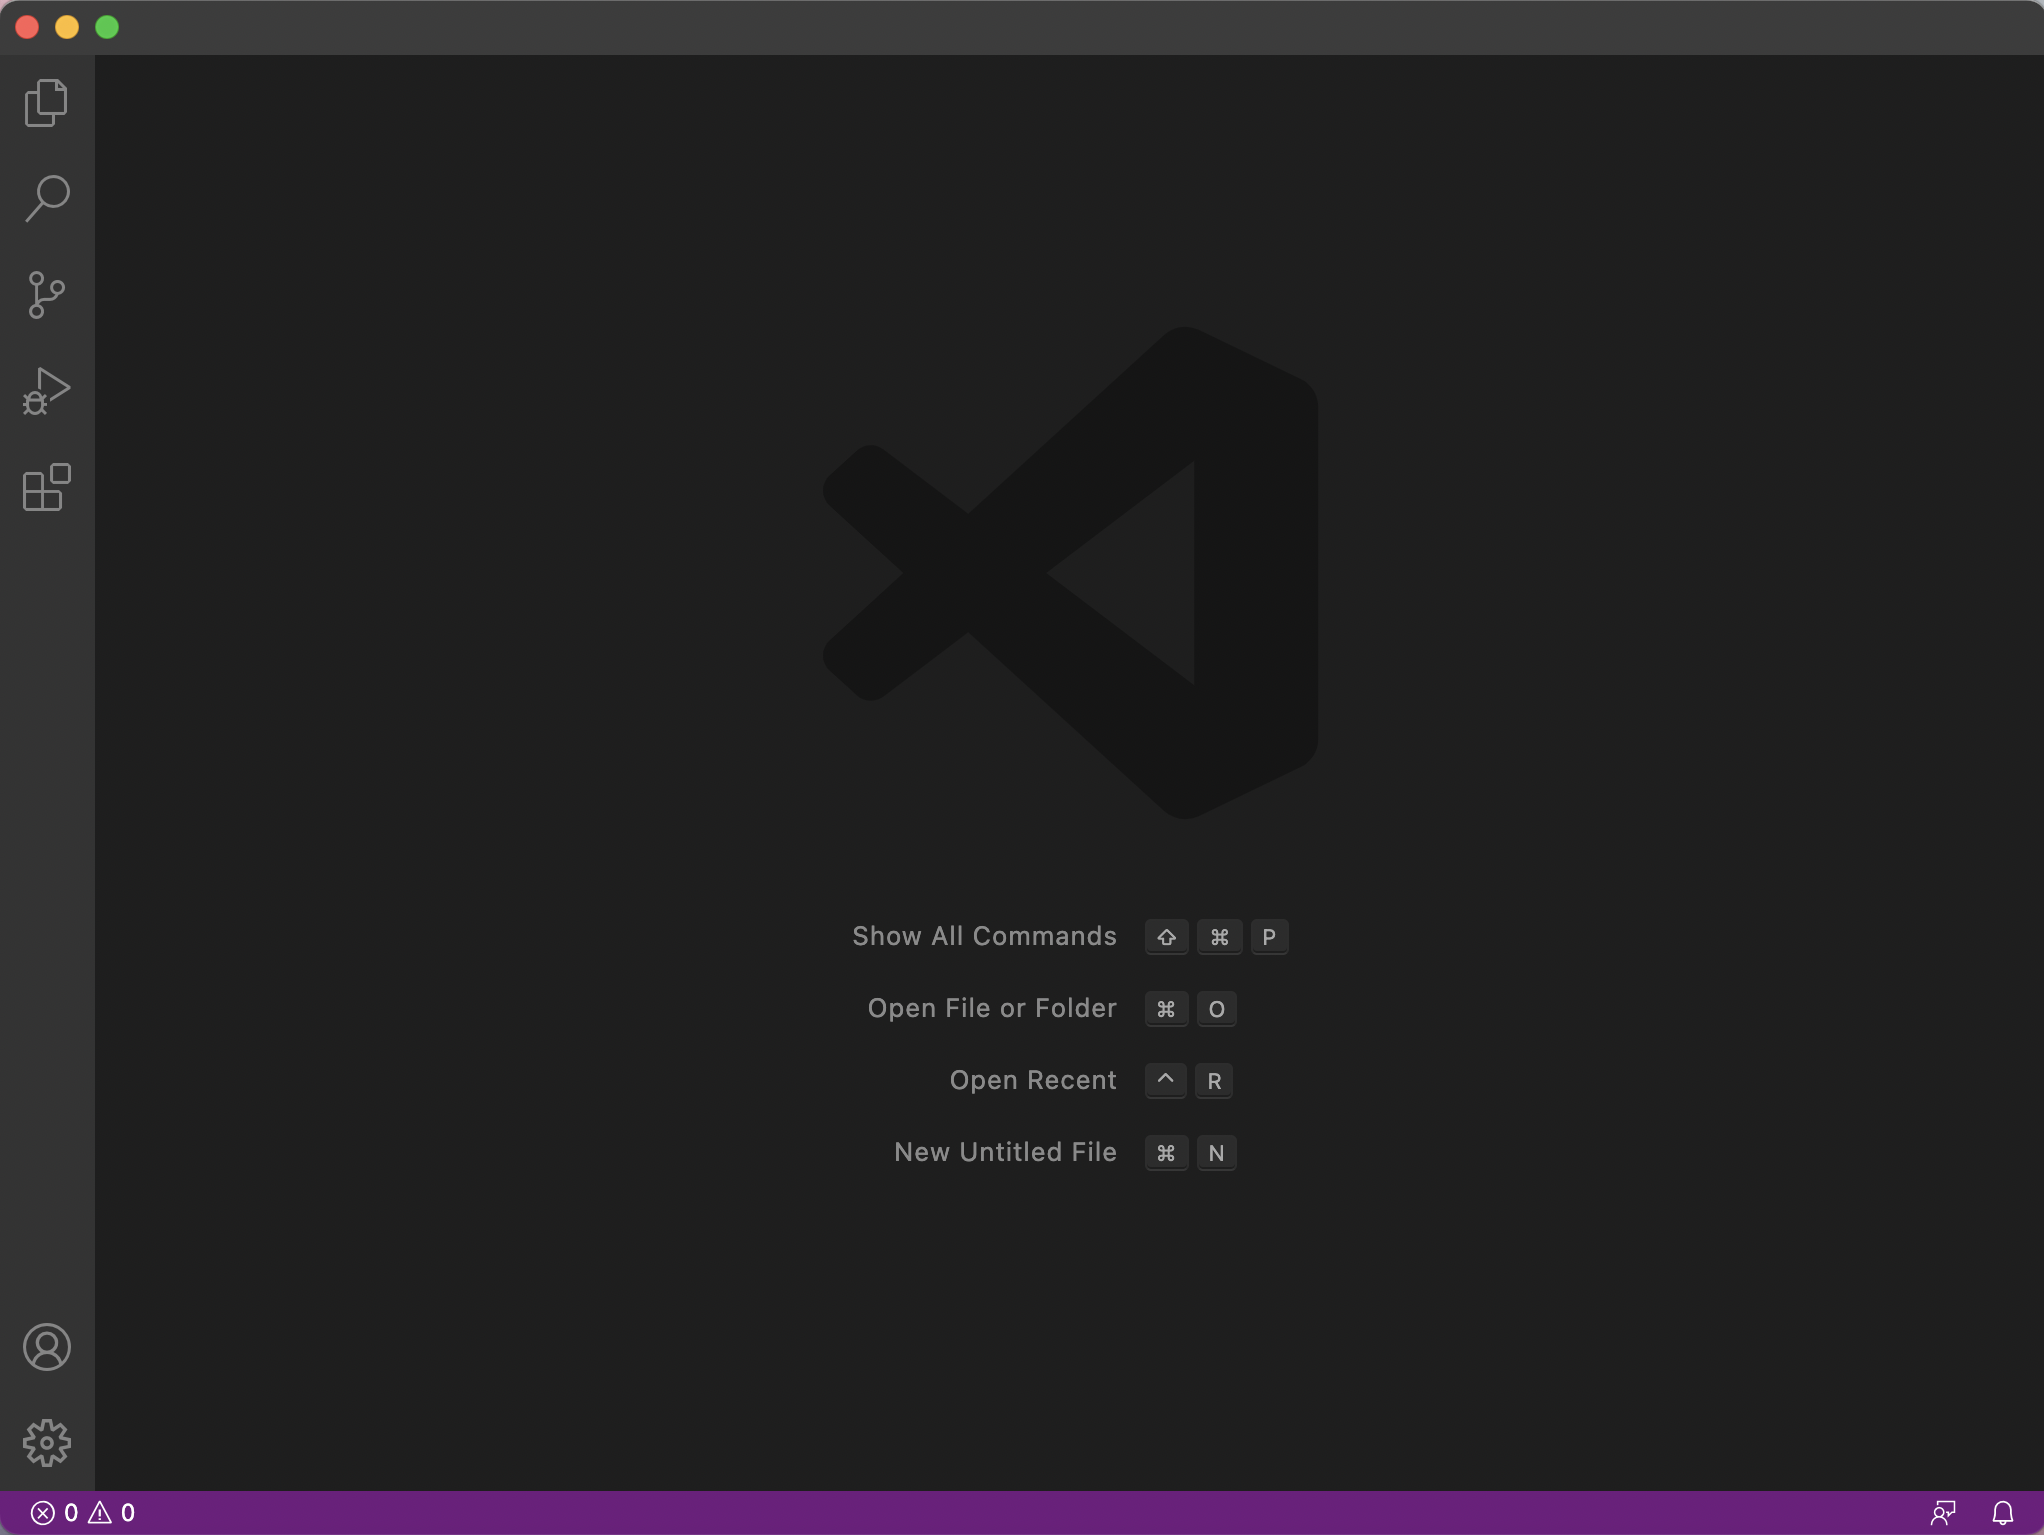 Show All Commands ⇧ ⌘ P
Open File or Folder ⌘ O
Open Recent ^ R
New Untitled File ⌘ N
0 0